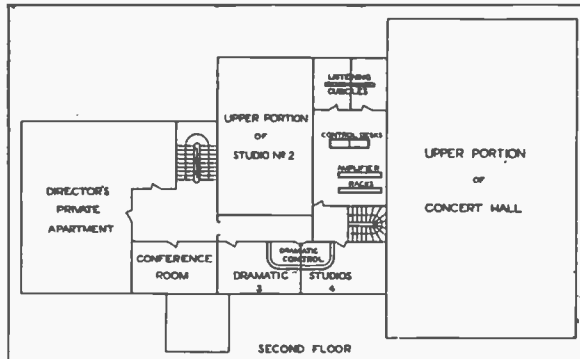 LISTENING
CUBICLES
UPPER PORTION
OF
STUDIO Nº 2
CONTROL DESKS
UPPER PORTION
OF
CONCERT HALL
AMPLIFIER
RACKS
DIRECTOR'S
PRIVATE
APARTMENT
DRAMATIC
CONTROL
CONFERENCE
ROOM
DRAMATIC STUDIOS
3 4
SECOND FLOOR